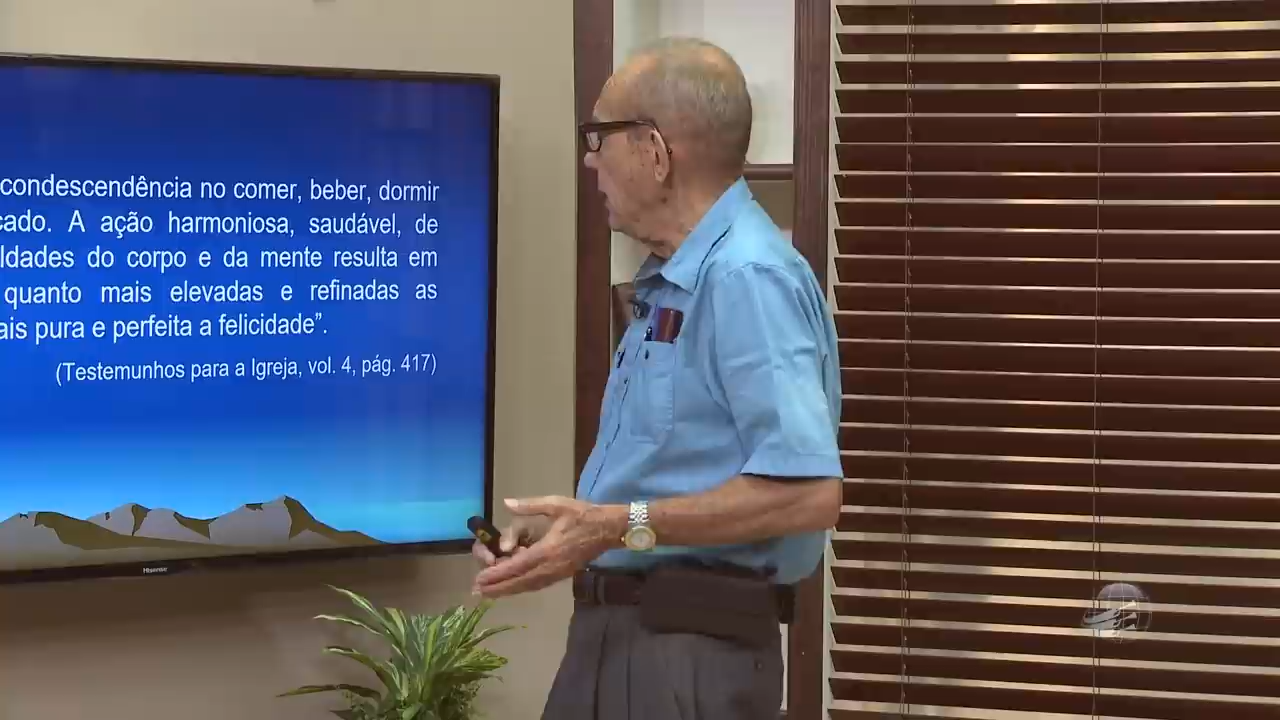 condescendência no comer, beber, dormir
cado. A ação harmoniosa, saudável, de
ldades do corpo e da mente resulta em
quanto mais elevadas e refinadas as
ais pura e perfeita a felicidade”.
(Testemunhos para a Igreja, vol. 4, pág. 417)
Hisense